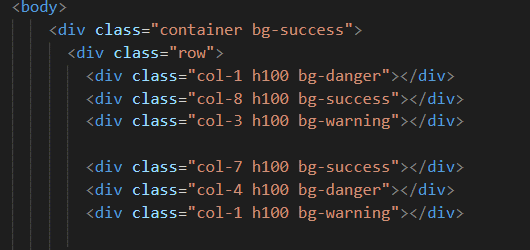 <body>
<div class="container bg-success">
<div class="row">
<div class="col-1 h100 bg-danger"></div>
<div class="col-8 h100 bg-success"></div>
<div class="col-3 h100 bg-warning"></div>
<div class="col-7 h100 bg-success"></div>
<div class="col-4 h100 bg-danger"></div>
<div class="col-1 h100 bg-warning"></div>